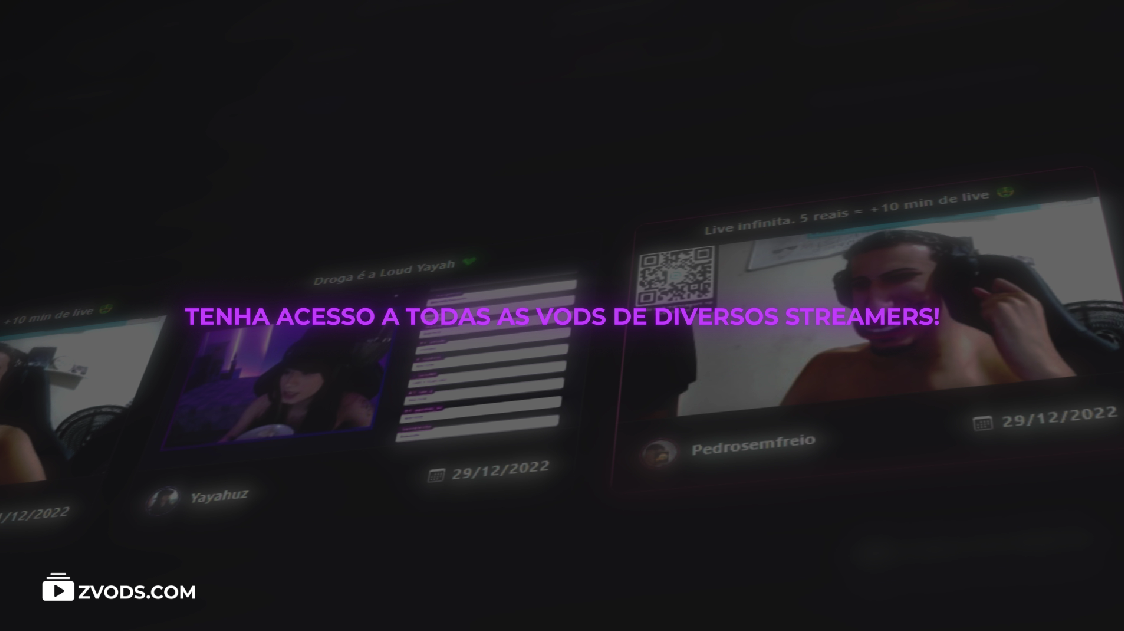 Live infinita. 5 reais = +10 min de live
Droga é a Loud Yayah
+10 min de live
TENHA ACESSO A TODAS AS VODS DE DIVERSOS STREAMERS!
Pedrosemfreio
29/12/2022
Yayahuz
29/12/2022
/12/2022
ZVODS.COM